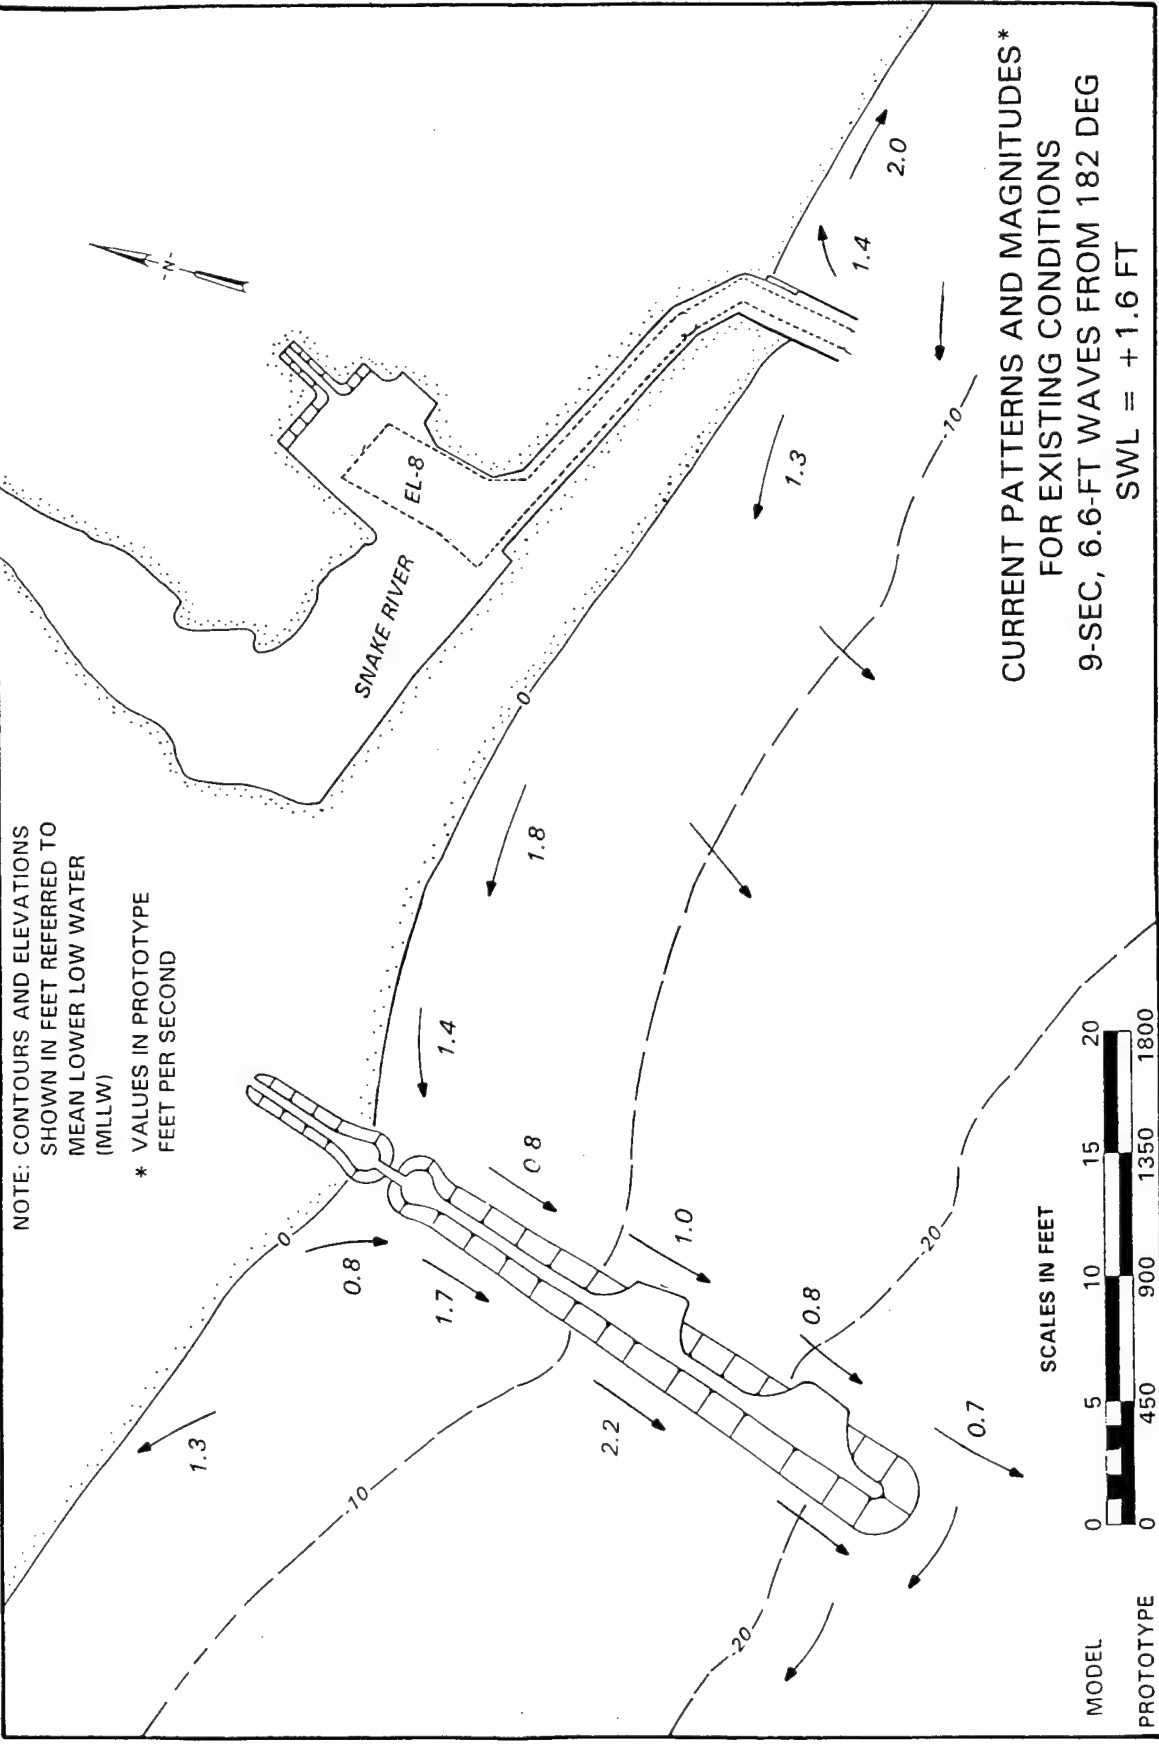 NOTE: CONTOURS AND ELEVATIONS
SHOWN IN FEET REFERRED TO
MEAN LOWER LOW WATER
(MLLW)
* VALUES IN PROTOTYPE
FEET PER SECOND
-N-
SNAKE RIVER
EL-8
0
0
-10
-10
-20
-20
1.3
0.8
1.7
2.2
0.8
1.0
0.8
0.7
1.4
1.8
1.3
1.4
2.0
CURRENT PATTERNS AND MAGNITUDES*
FOR EXISTING CONDITIONS
9-SEC, 6.6-FT WAVES FROM 182 DEG
SWL = +1.6 FT
SCALES IN FEET
MODEL 0 5 10 15 20
PROTOTYPE 0 450 900 1350 1800